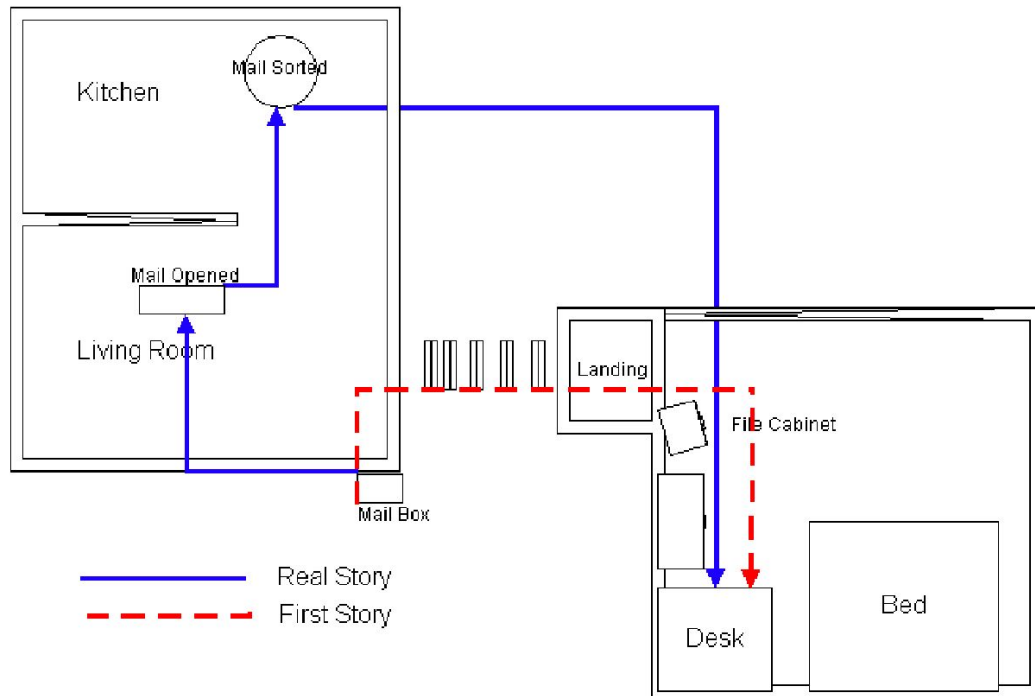 Mail Sorted
Kitchen
Mail Opened
Living Room
Landing
File Cabinet
Mail Box
Real Story
First Story
Desk
Bed